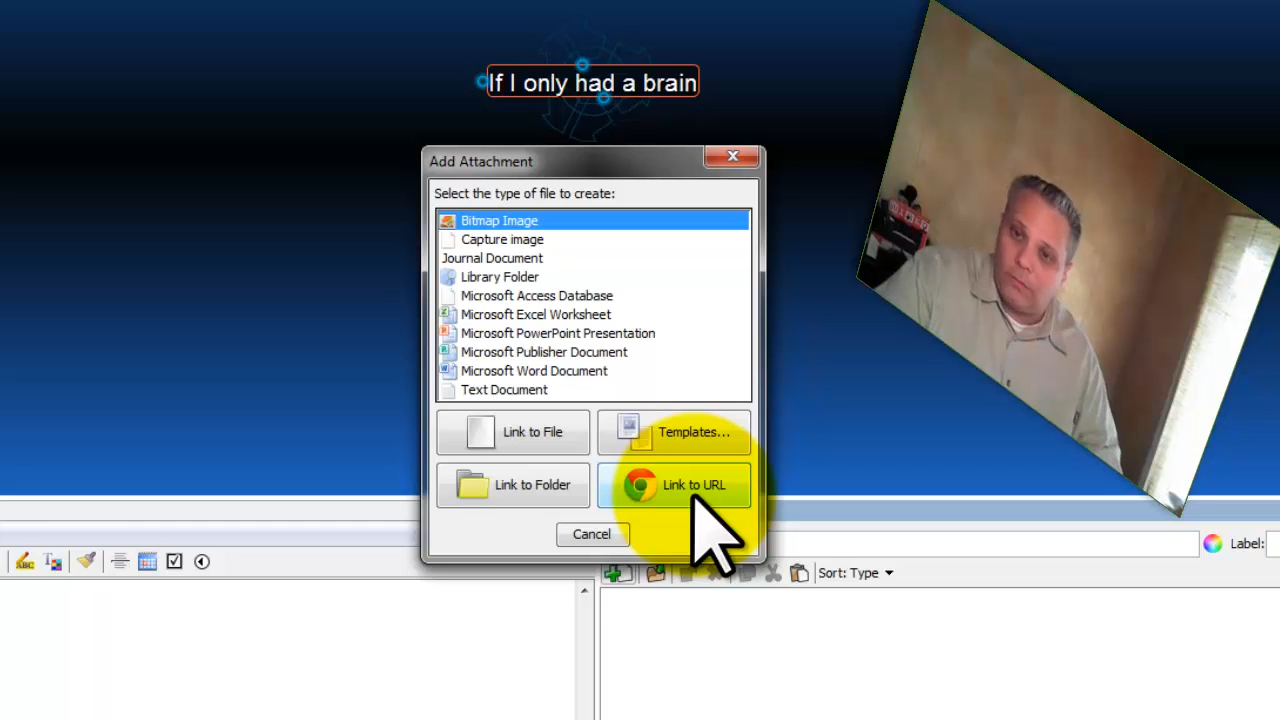 If I only had a brain
Add Attachment
Select the type of file to create:
Bitmap Image
Capture image
Journal Document
Library Folder
Microsoft Access Database
Microsoft Excel Worksheet
Microsoft PowerPoint Presentation
Microsoft Publisher Document
Microsoft Word Document
Text Document
Link to File
Templates...
Link to Folder
Link to URL
Cancel
Label:
ABC
Sort: Type